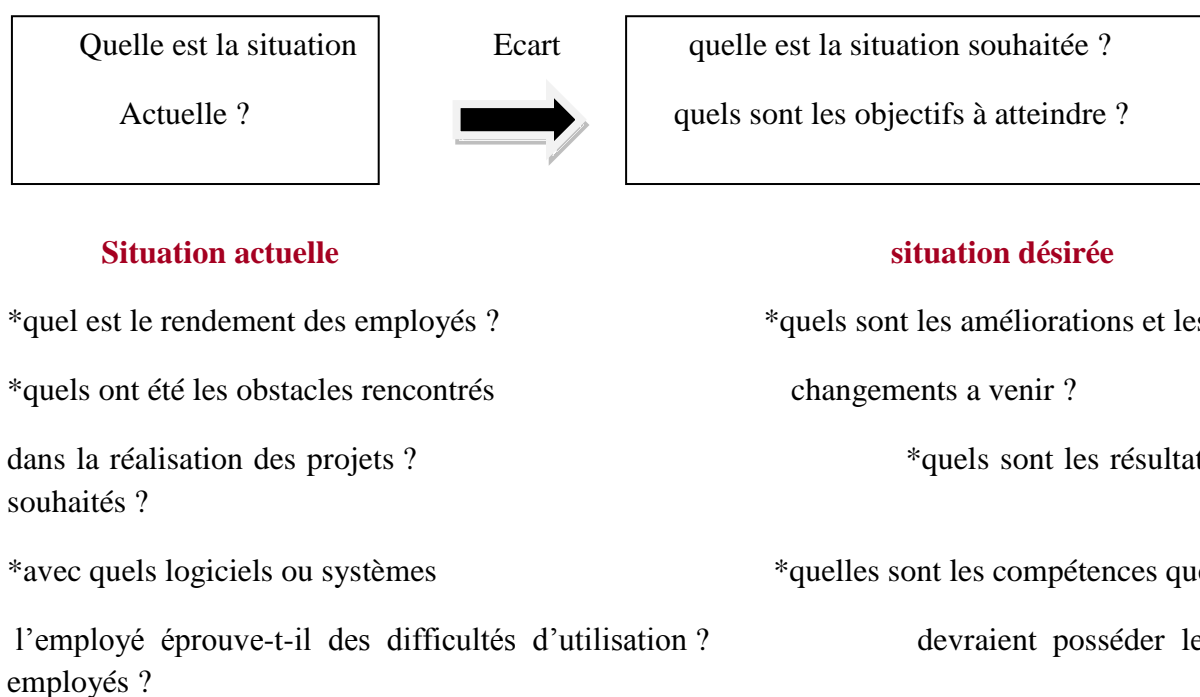 Quelle est la situation Ecart quelle est la situation souhaitée ?
Actuelle ? quels sont les objectifs à atteindre ?
Situation actuelle situation désirée
*quel est le rendement des employés ? *quels sont les améliorations et les
*quels ont été les obstacles rencontrés changements a venir ?
dans la réalisation des projets ? *quels sont les
souhaités ?
*avec quels logiciels ou systèmes *quelles sont les compétences
l’employé éprouve-t-il des difficultés d’utilisation ? devraient posséder
employés ?